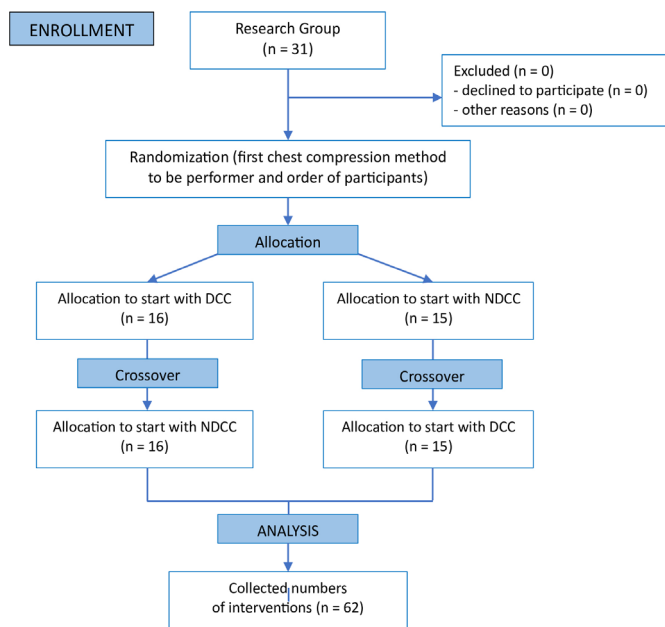 ENROLLMENT
Research Group
(n = 31)
Excluded (n = 0)
- declined to participate (n = 0)
- other reasons (n = 0)
Randomization (first chest compression method
to be performer and order of participants)
Allocation
Allocation to start with DCC
(n = 16)
Allocation to start with NDCC
(n = 15)
Crossover
Crossover
Allocation to start with NDCC
(n = 16)
Allocation to start with DCC
(n = 15)
ANALYSIS
Collected numbers
of interventions (n = 62)